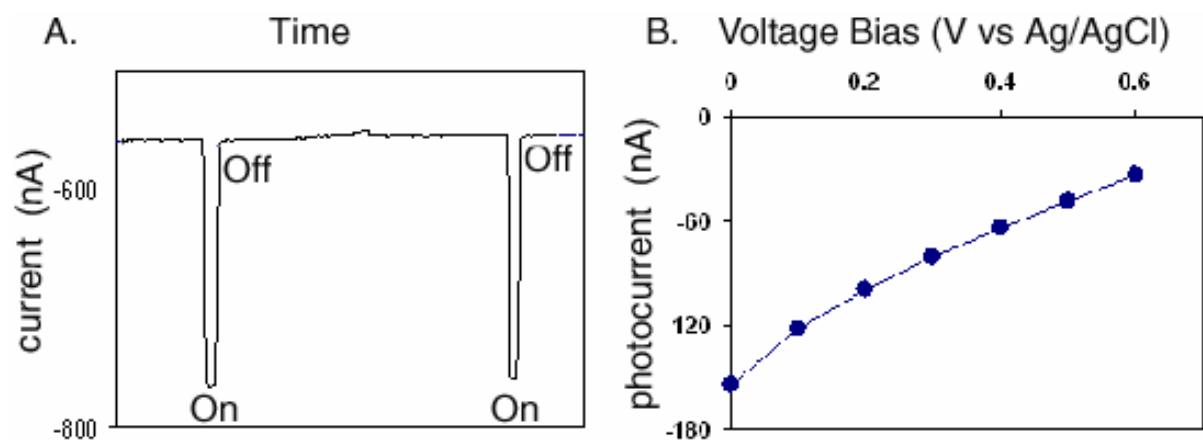 A. Time
current (nA)
-600
-800
Off
On
Off
On
B. Voltage Bias (V vs Ag/AgCl)
0 0.2 0.4 0.6
photocurrent (nA)
0
-60
-120
-180